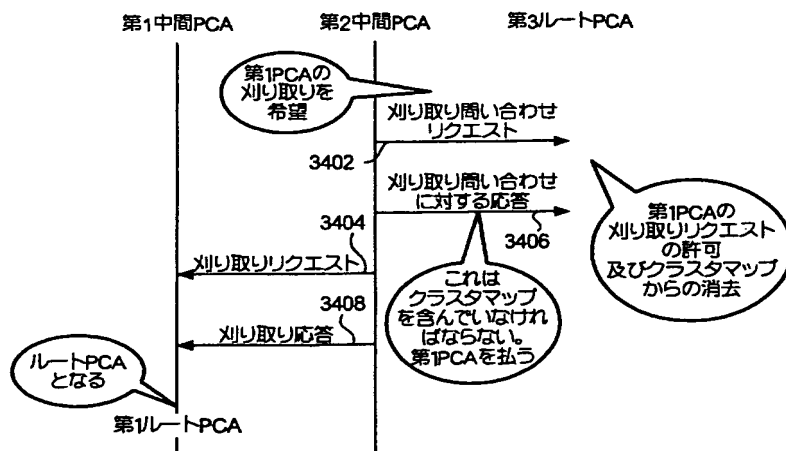 第1中間PCA
第2中間PCA
第3ルートPCA
第1PCAの
刈り取りを
希望
刈り取り問い合わせ
リクエスト
3402
刈り取り問い合わせ
に対する応答
3406
第1PCAの
刈り取りリクエスト
の許可
及びクラスタマップ
からの消去
3404
刈り取りリクエスト
これは
クラスタマップ
を含んでいなけれ
ばならない。
第1PCAを払う
3408
刈り取り応答
ルートPCA
となる
第1ルートPCA